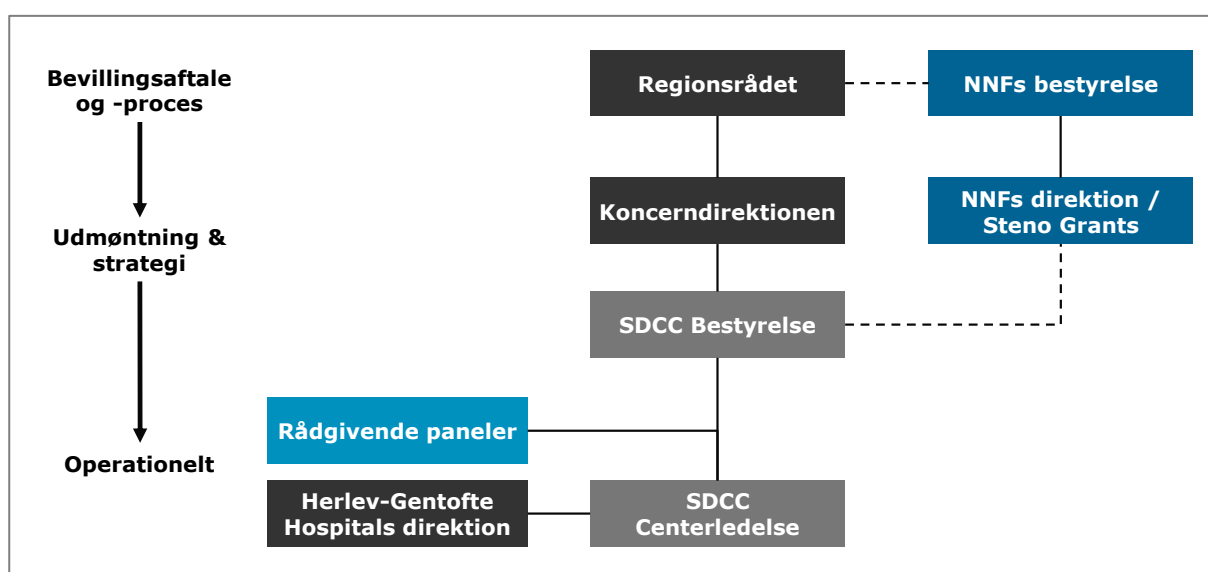 Bevillingsaftale
og -proces
Regionsrådet
NNFs bestyrelse
Koncerndirektionen
NNFs direktion /
Steno Grants
Udmøntning &
strategi
SDCC Bestyrelse
Rådgivende paneler
Operationelt
Herlev-Gentofte
Hospitals direktion
SDCC
Centerledelse